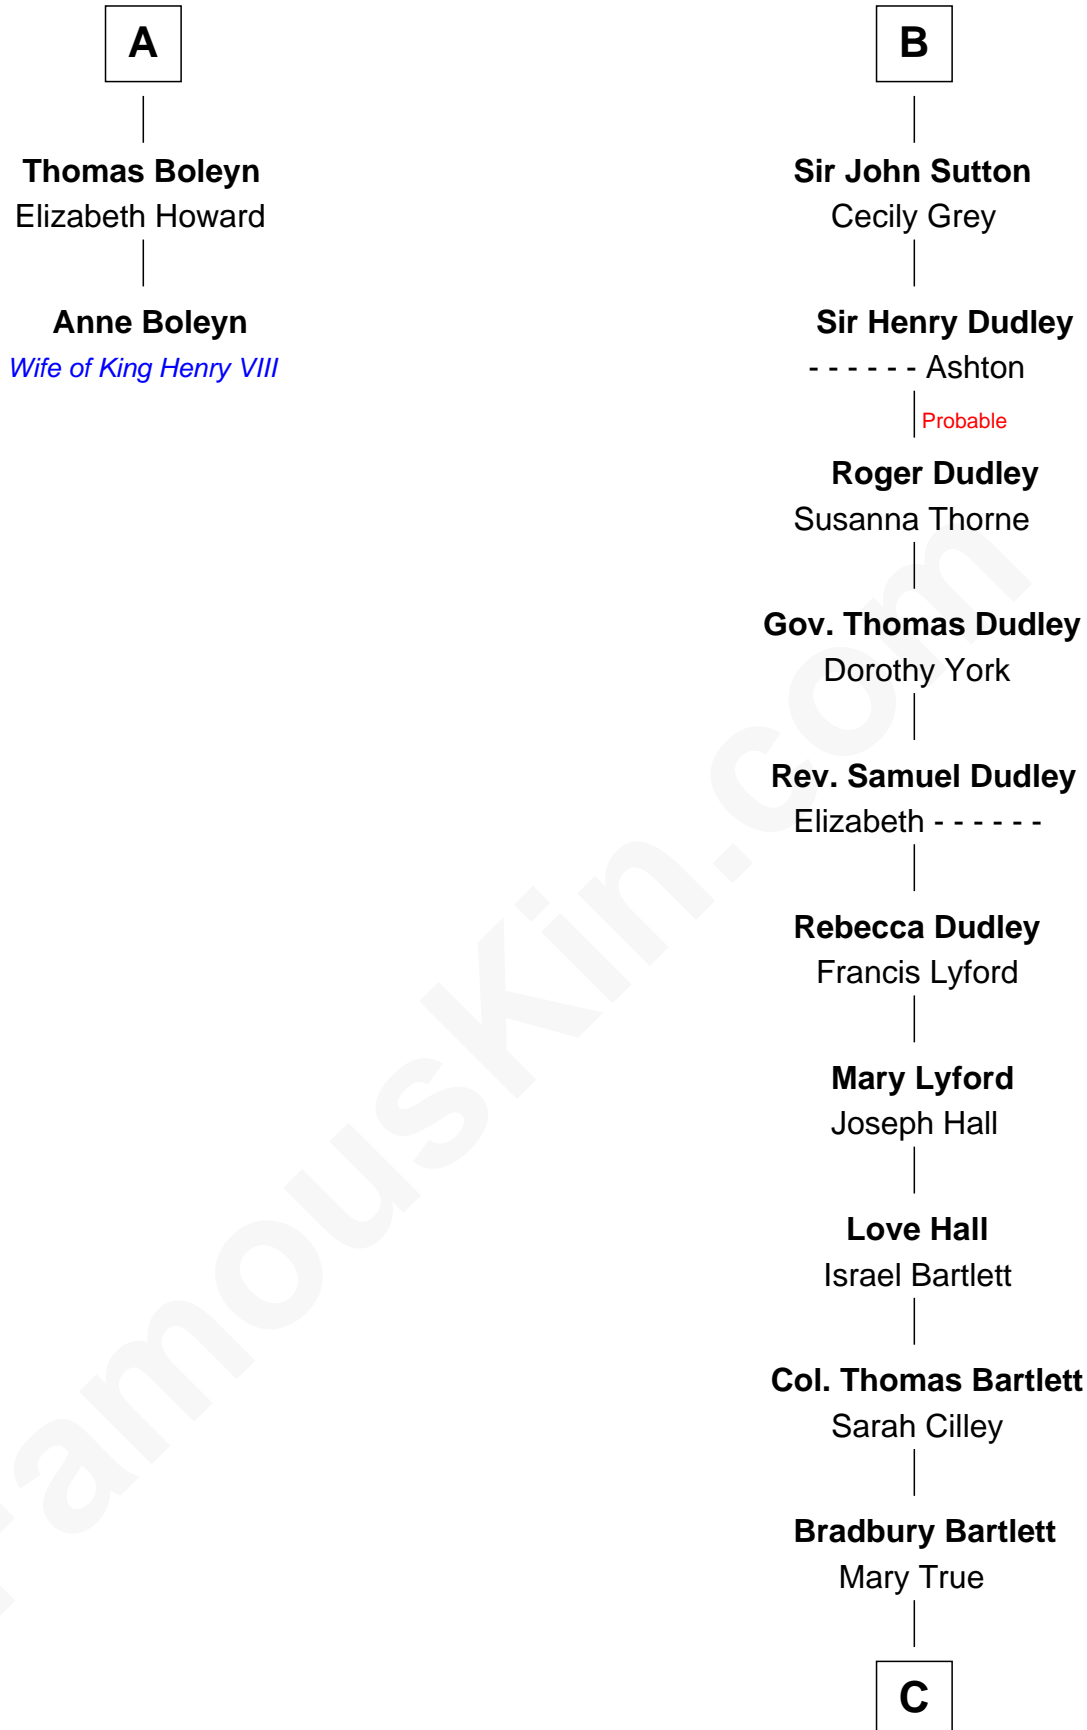 A
Thomas Boleyn
Elizabeth Howard
Anne Boleyn
Wife of King Henry VIII
B
Sir John Sutton
Cecily Grey
Sir Henry Dudley
- - - - - - Ashton
Probable
Roger Dudley
Susanna Thorne
Gov. Thomas Dudley
Dorothy York
Rev. Samuel Dudley
Elizabeth - - - - - -
Rebecca Dudley
Francis Lyford
Mary Lyford
Joseph Hall
Love Hall
Israel Bartlett
Col. Thomas Bartlett
Sarah Cilley
Bradbury Bartlett
Mary True
C
FamousKin.com